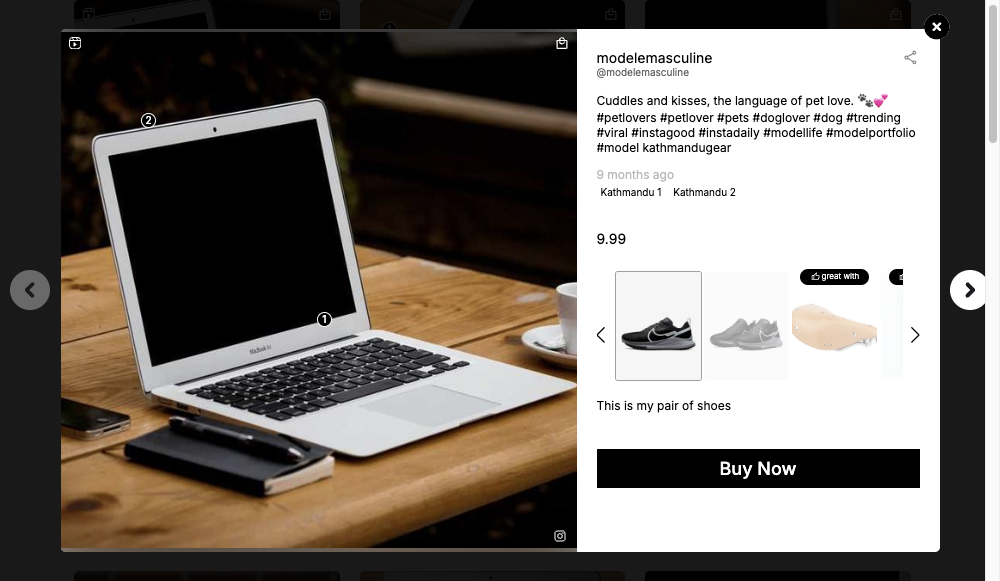 modelemasculine
@modelemasculine
Cuddles and kisses, the language of pet love. 🐾💕
#petlovers #petlover #pets #doglover #dog #trending
#viral #instagood #instadaily #modellife #modelportfolio
#model kathmandugear
9 months ago
Kathmandu 1 Kathmandu 2
9.99
great with
This is my pair of shoes
Buy Now
2
1
MacBook Air